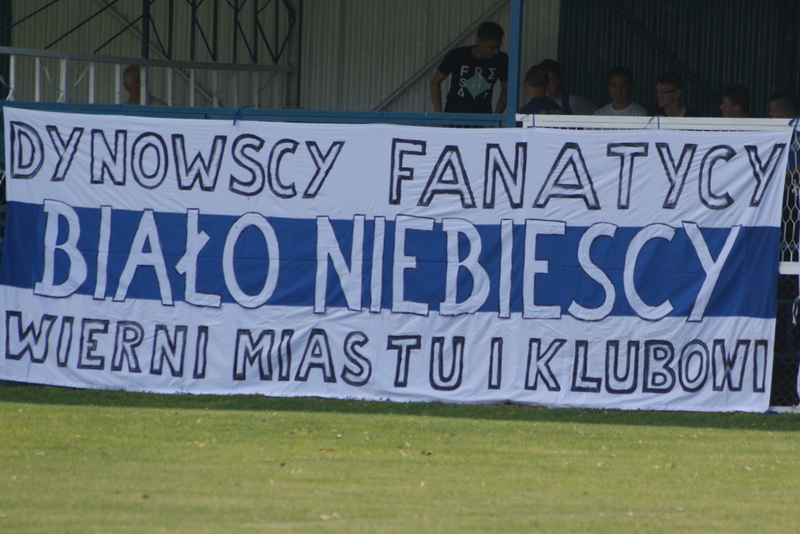 DYNOWSCY FANATYCY
BIAŁO NIEBIESCY
WIERNI MIASTU I KLUBOWI